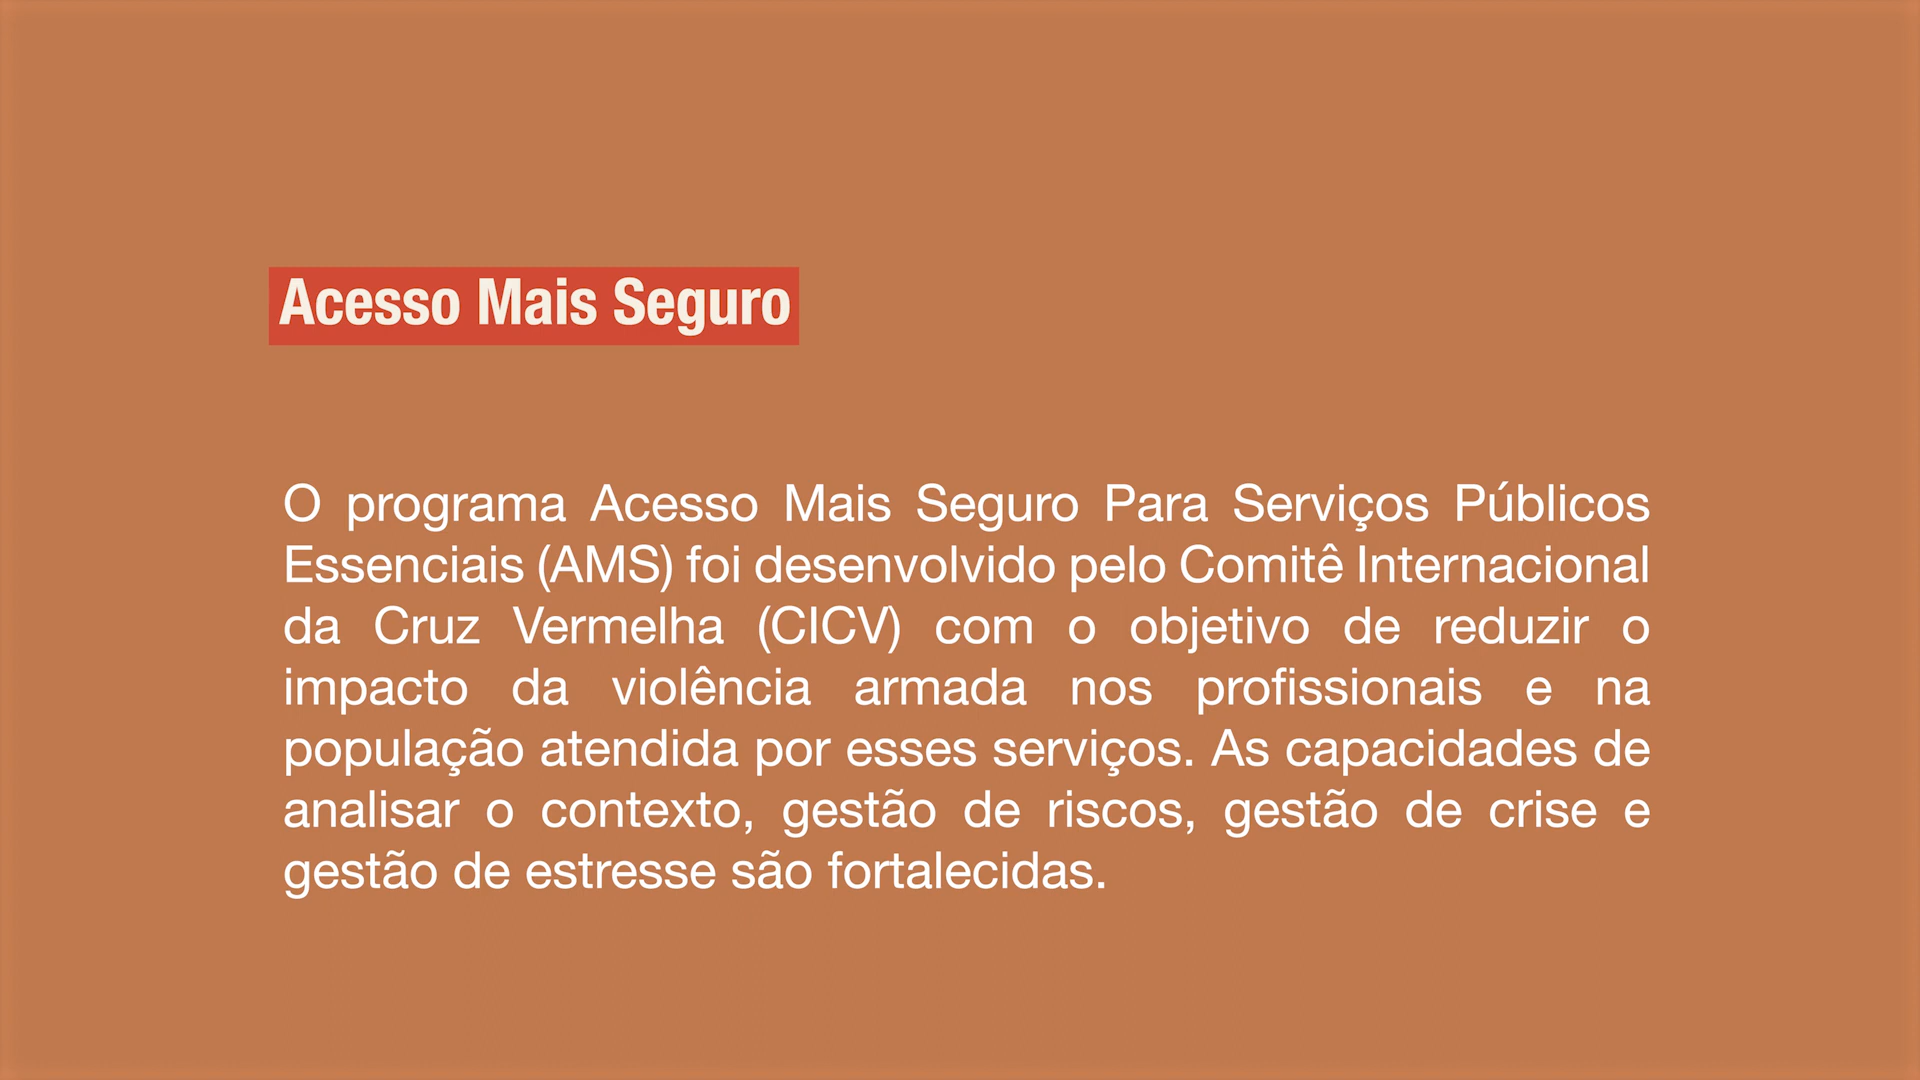 Acesso Mais Seguro
O programa Acesso Mais Seguro Para Serviços Públicos
Essenciais (AMS) foi desenvolvido pelo Comitê Internacional
da Cruz Vermelha (CICV) com o objetivo de reduzir o
impacto da violência armada nos profissionais e na
população atendida por esses serviços. As capacidades de
analisar o contexto, gestão de riscos, gestão de crise e
gestão de estresse são fortalecidas.